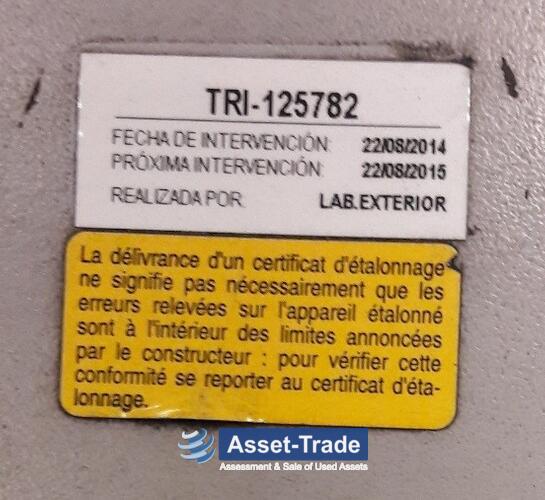 TRI-125782
FECHA DE INTERVENCIÓN: 22/08/2014
PRÓXIMA INTERVENCIÓN: 22/08/2015
REALIZADA POR: LAB.EXTERIOR
La délivrance d'un certificat d'étalonnage
ne signifie pas nécessairement que les
erreurs relevées sur l'appareil étalonné
sont à l'intérieur des limites annoncées
par le constructeur : pour vérifier cette
conformité se reporter au certificat d'éta-
lonnage.
Asset-Trade
Assessment & Sale of Used Assets